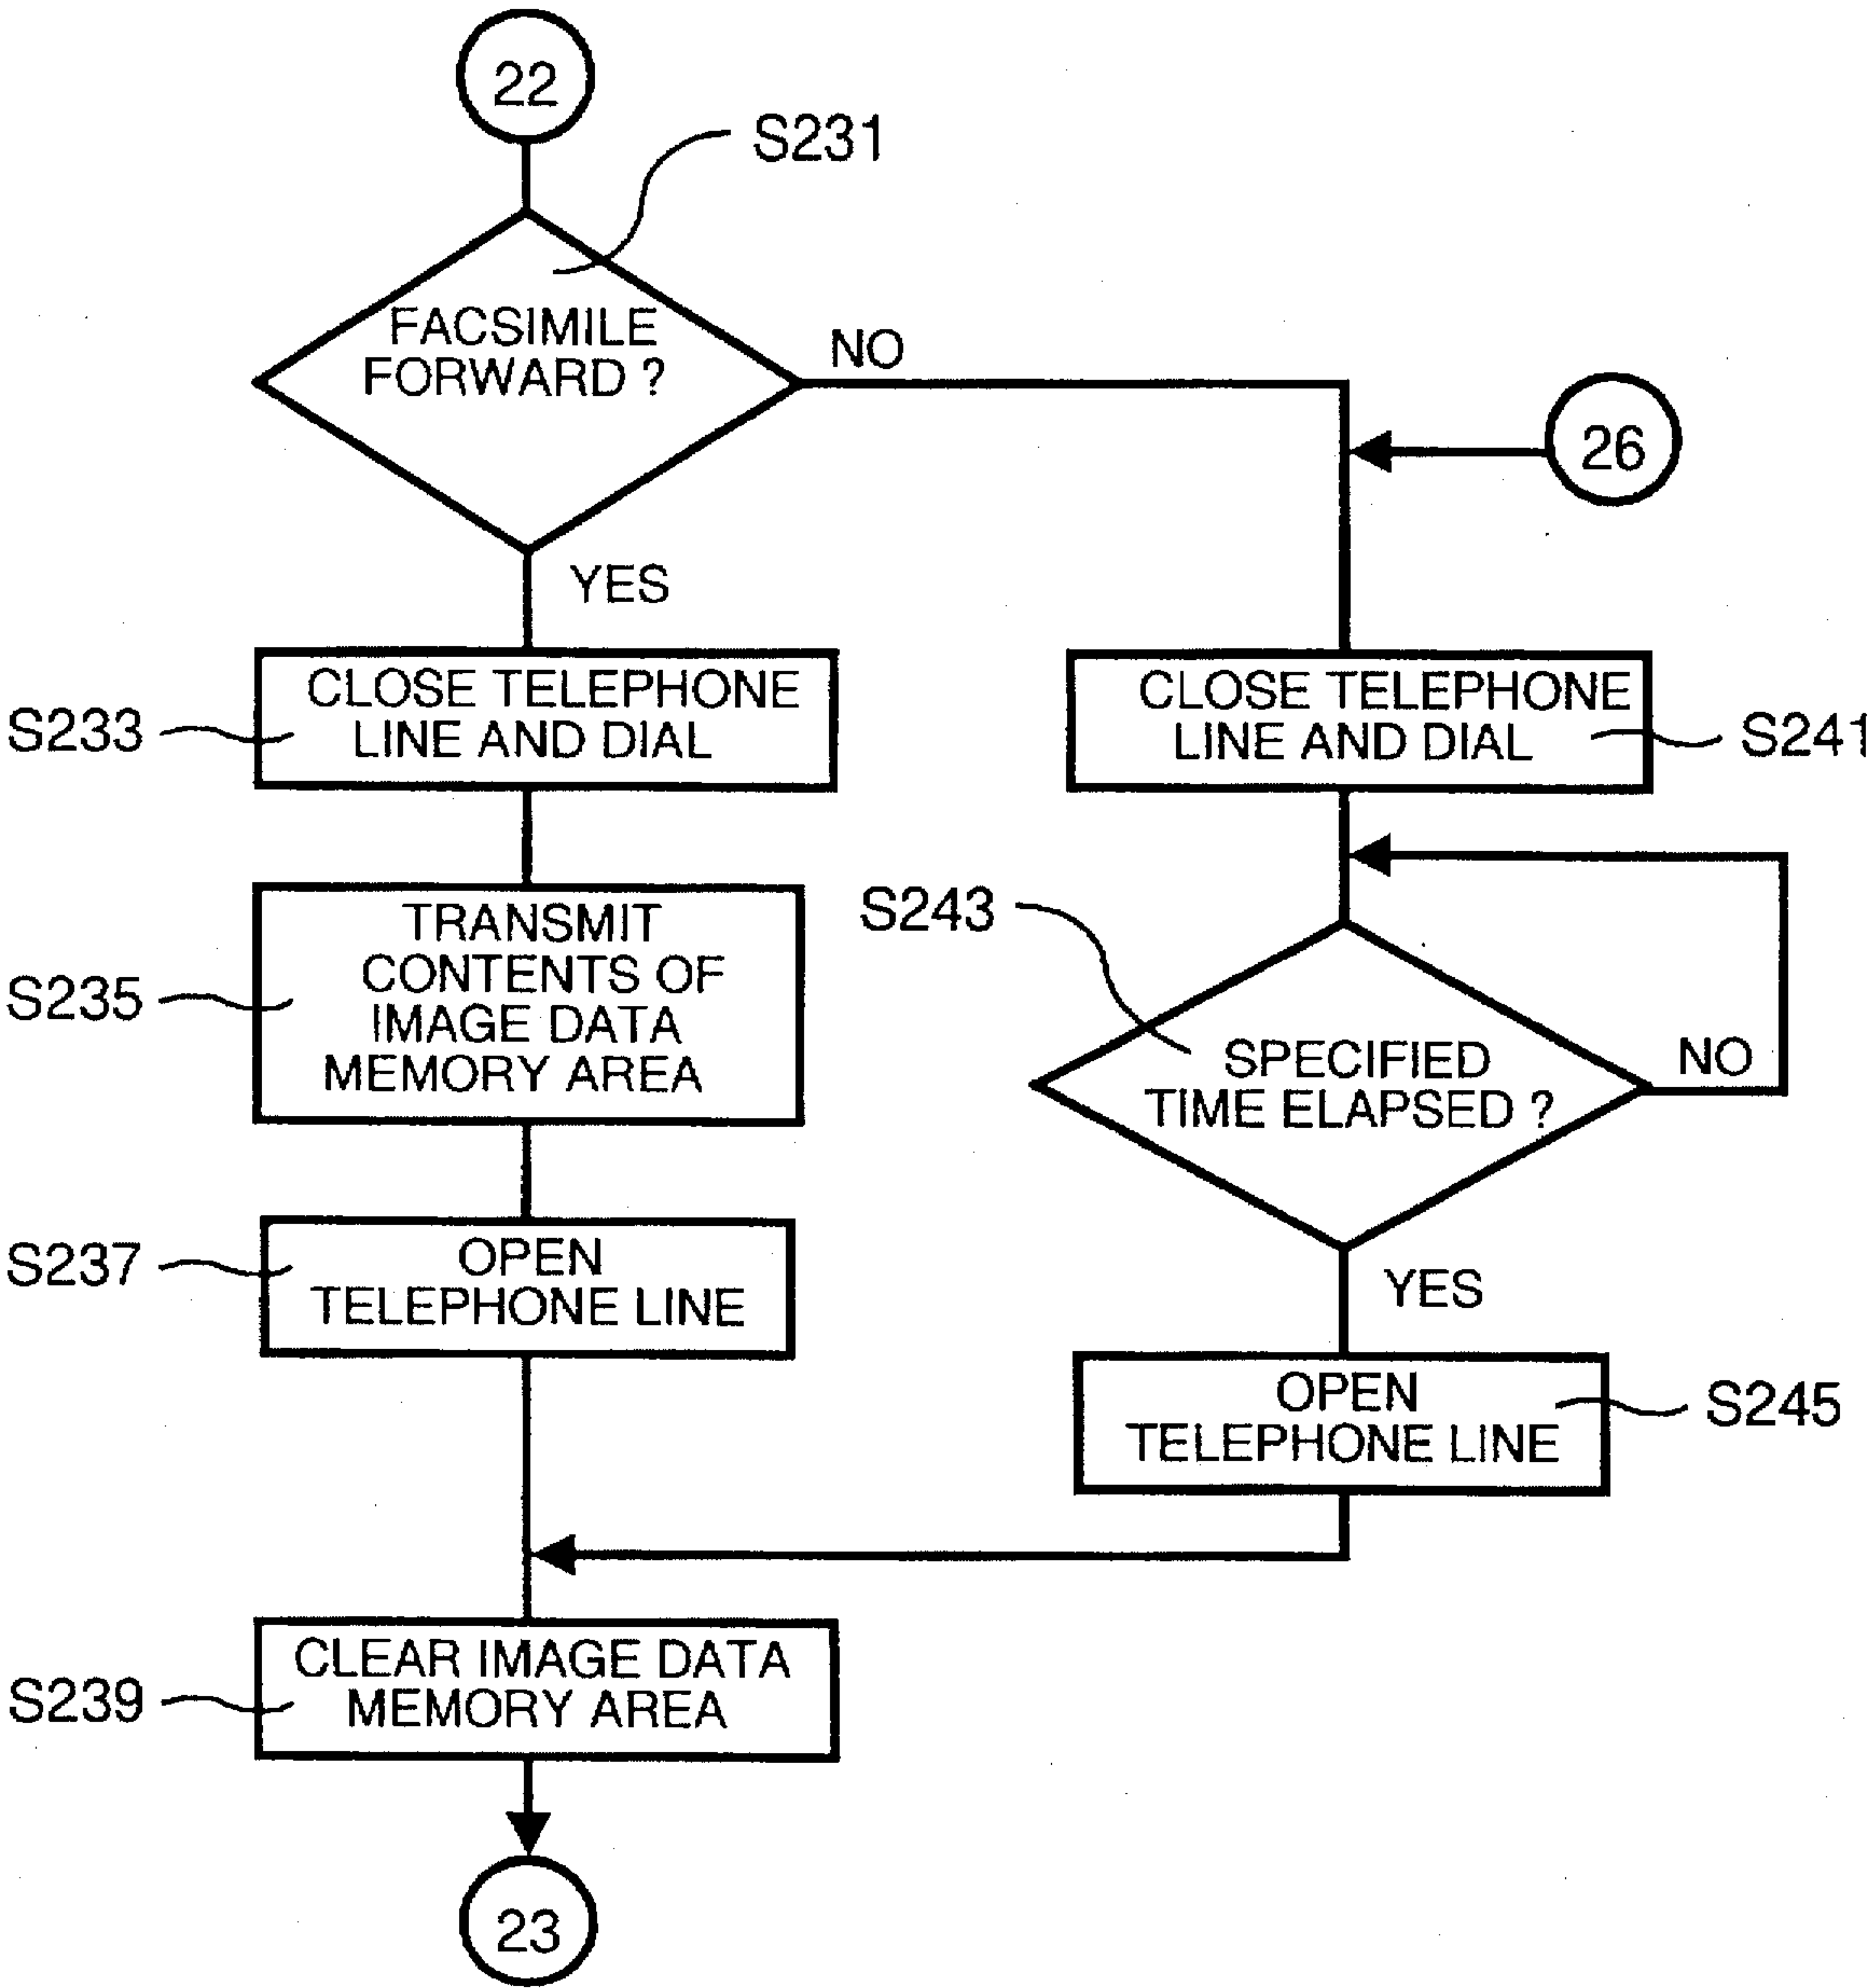 22
S231
FACSIMILE
FORWARD ?
NO
26
YES
CLOSE TELEPHONE
LINE AND DIAL
S233
CLOSE TELEPHONE
LINE AND DIAL
S241
TRANSMIT
CONTENTS OF
IMAGE DATA
MEMORY AREA
S235
S243
SPECIFIED
TIME ELAPSED ?
NO
OPEN
TELEPHONE LINE
S237
YES
OPEN
TELEPHONE LINE
S245
CLEAR IMAGE DATA
MEMORY AREA
S239
23